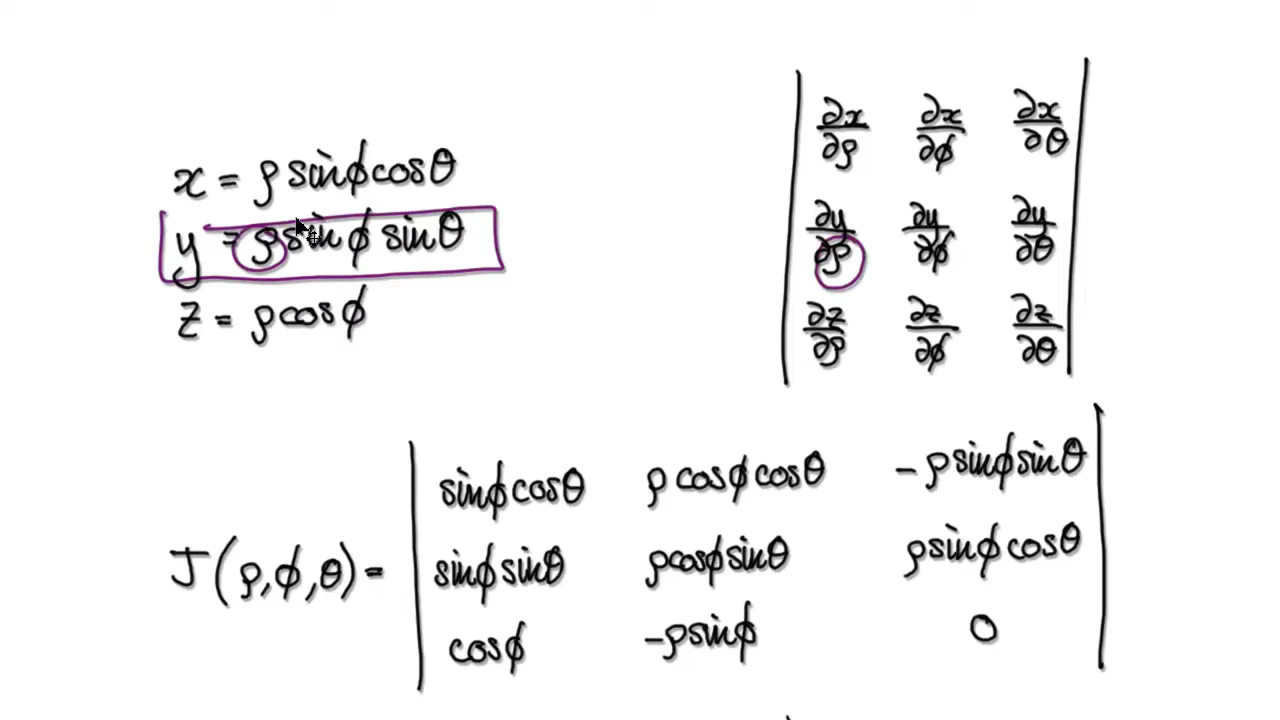 x = ρ sinϕ cosθ
y = ρ sinϕ sinθ
z = ρ cosϕ
∂x/∂ρ ∂x/∂ϕ ∂x/∂θ
∂y/∂ρ ∂y/∂ϕ ∂y/∂θ
∂z/∂ρ ∂z/∂ϕ ∂z/∂θ
J(ρ,ϕ,θ) =
sinϕ cosθ ρ cosϕ cosθ -ρ sinϕ sinθ
sinϕ sinθ ρ cosϕ sinθ ρ sinϕ cosθ
cosϕ -ρ sinϕ 0